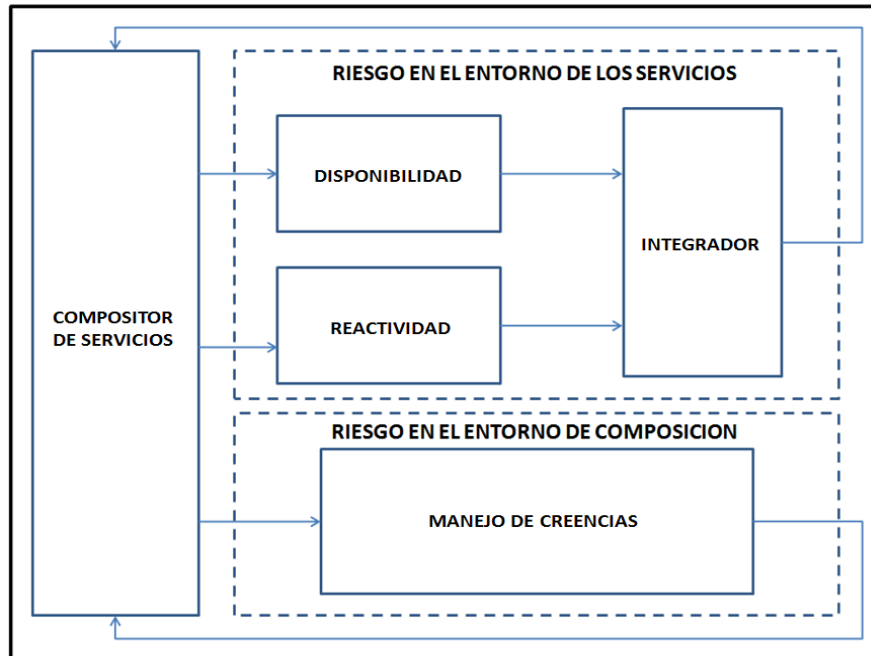 RIESGO EN EL ENTORNO DE LOS SERVICIOS
DISPONIBILIDAD
INTEGRADOR
COMPOSITOR
DE SERVICIOS
REACTIVIDAD
RIESGO EN EL ENTORNO DE COMPOSICION
MANEJO DE CREENCIAS